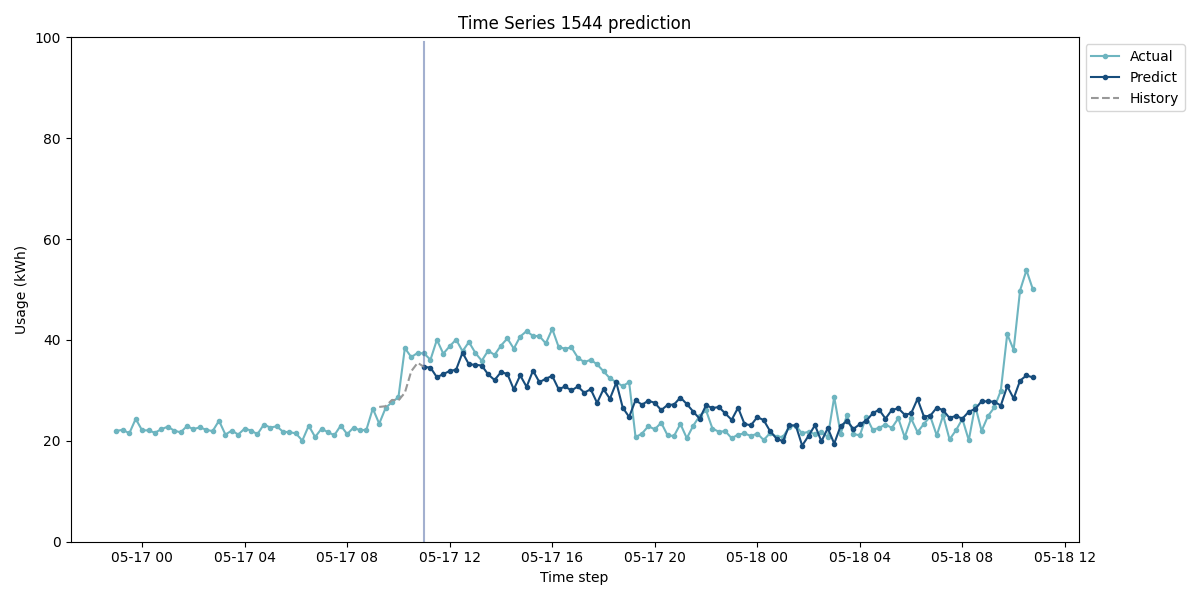 Time Series 1544 prediction
100
80
60
40
20
0
Usage (kWh)
05-17 00
05-17 04
05-17 08
05-17 12
05-17 16
05-17 20
05-18 00
05-18 04
05-18 08
05-18 12
Time step
Actual
Predict
History